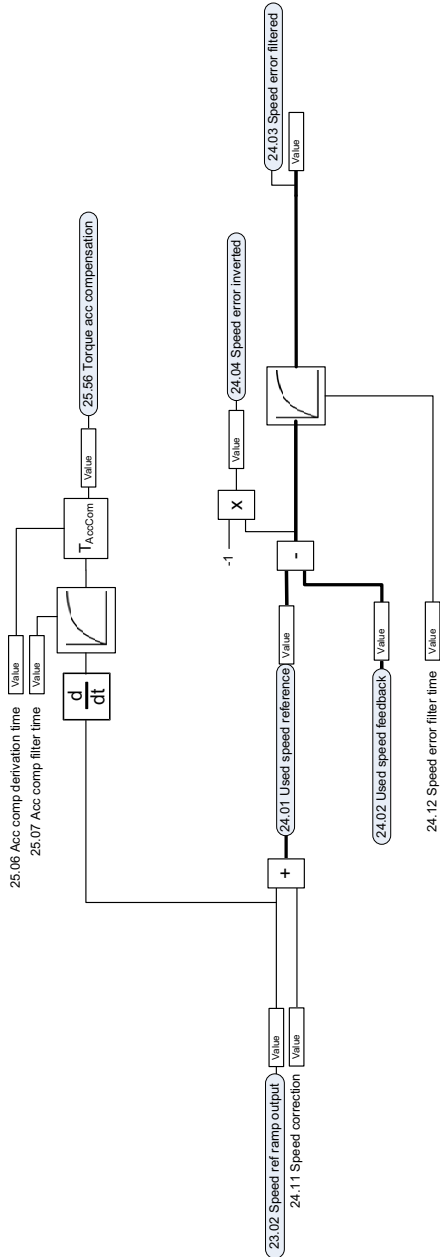 25.06 Acc comp derivation time
Value
25.07 Acc comp filter time
Value
d
dt
TAccCom
Value
25.56 Torque acc compensation
-1
x
Value
24.04 Speed error inverted
23.02 Speed ref ramp output
Value
24.11 Speed correction
Value
+
24.01 Used speed reference
Value
-
24.02 Used speed feedback
Value
24.03 Speed error filtered
Value
24.12 Speed error filter time
Value